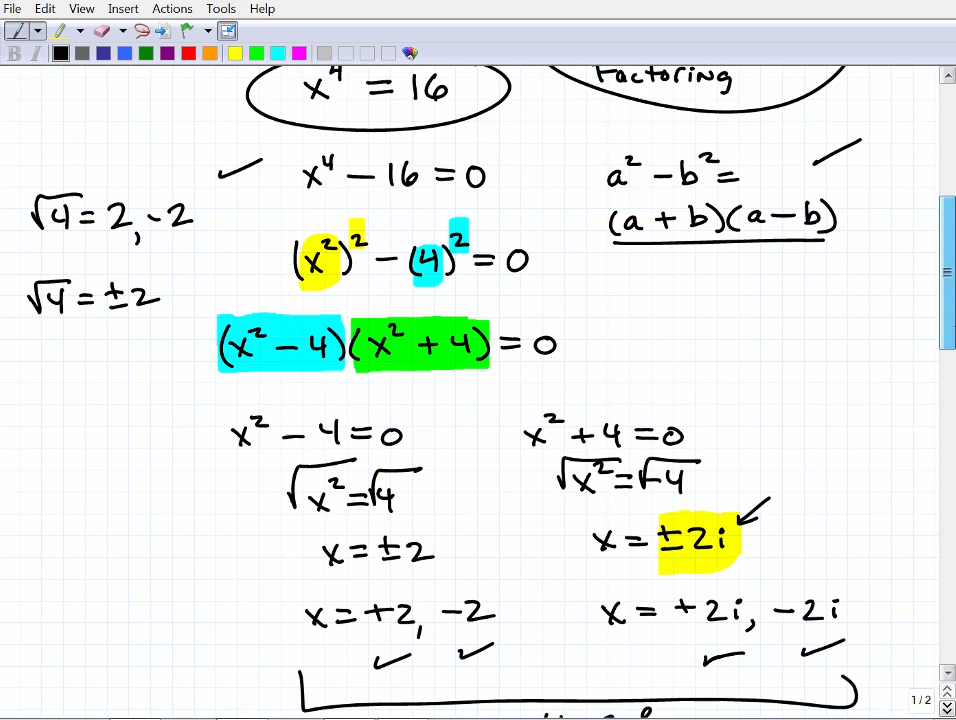 File Edit View Insert Actions Tools Help
B I
x⁴ = 16
factoring
x⁴ − 16 = 0
a² − b² =
(a + b)(a − b)
√4 = 2, −2
(x²)² − (4)² = 0
√4 = ±2
(x² − 4)(x² + 4) = 0
x² − 4 = 0
x² + 4 = 0
√x² = √4
√x² = √−4
x = ±2
x = ±2i
x = +2, −2
x = +2i, −2i
1 / 2